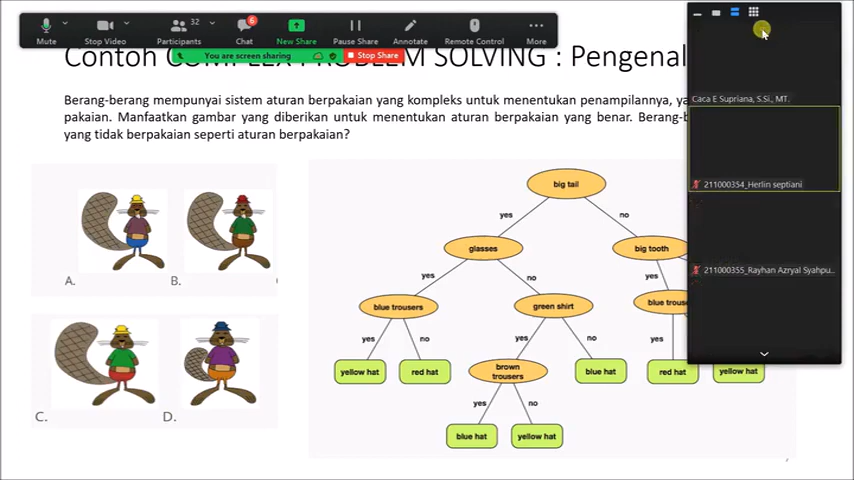 32
6
Mute
Stop Video
Participants
Chat
New Share
Pause Share
Annotate
Remote Control
More
You are screen sharing
Stop Share
Contoh COMPLEX PROBLEM SOLVING : Pengenal
Berang-berang mempunyai sistem aturan berpakaian yang kompleks untuk menentukan penampilannya,
pakaian. Manfaatkan gambar yang diberikan untuk menentukan aturan berpakaian yang benar.
yang tidak berpakaian seperti aturan berpakaian?
Caca E Supriana, S.Si., MT.
211000354_Herlin septiani
211000355_Rayhan Azryal Syahpu...
A.
B.
C.
D.
big tail
yes
no
glasses
big tooth
yes
no
yes
blue trousers
green shirt
yes
no
yes
no
yes
yellow hat
red hat
brown
trousers
blue hat
red hat
yellow hat
yes
no
blue hat
yellow hat